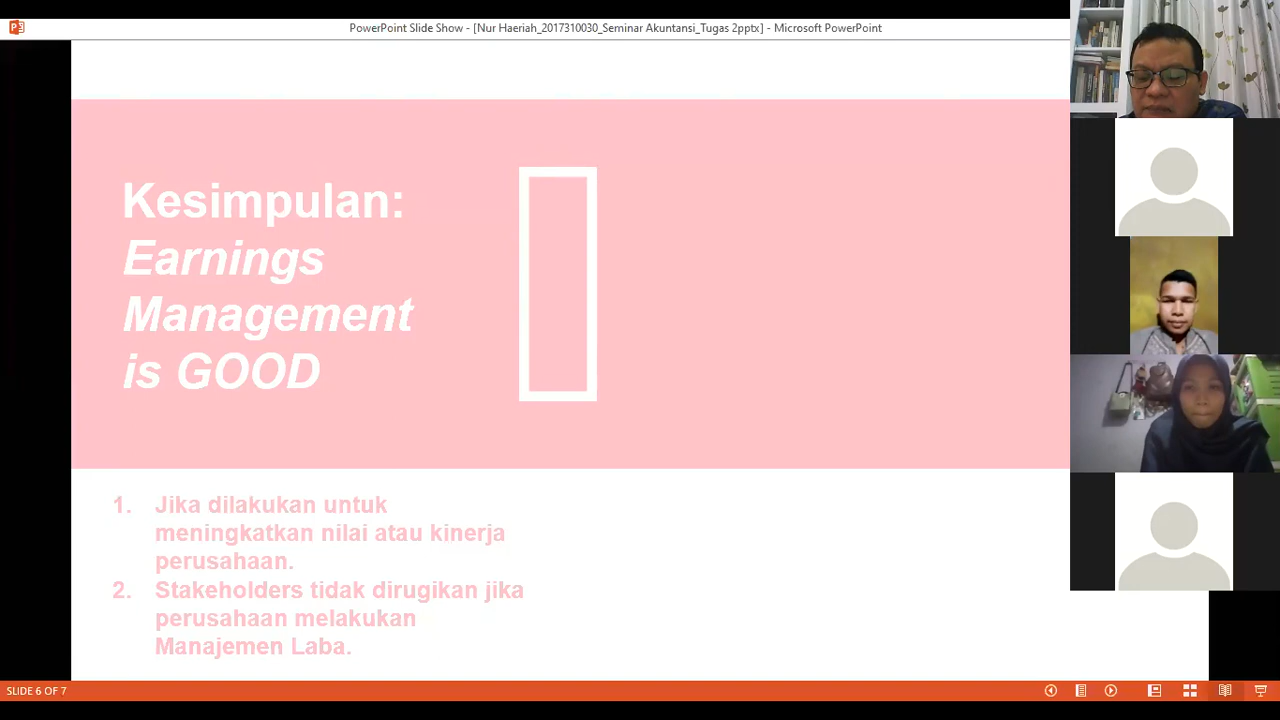 PowerPoint Slide Show - [Nur Haeriah_2017310030_Seminar Akuntansi_Tugas 2pptx] - Microsoft PowerPoint
Kesimpulan:
Earnings
Management
is GOOD
1. Jika dilakukan untuk
meningkatkan nilai atau kinerja
perusahaan.
2. Stakeholders tidak dirugikan jika
perusahaan melakukan
Manajemen Laba.
SLIDE 6 OF 7